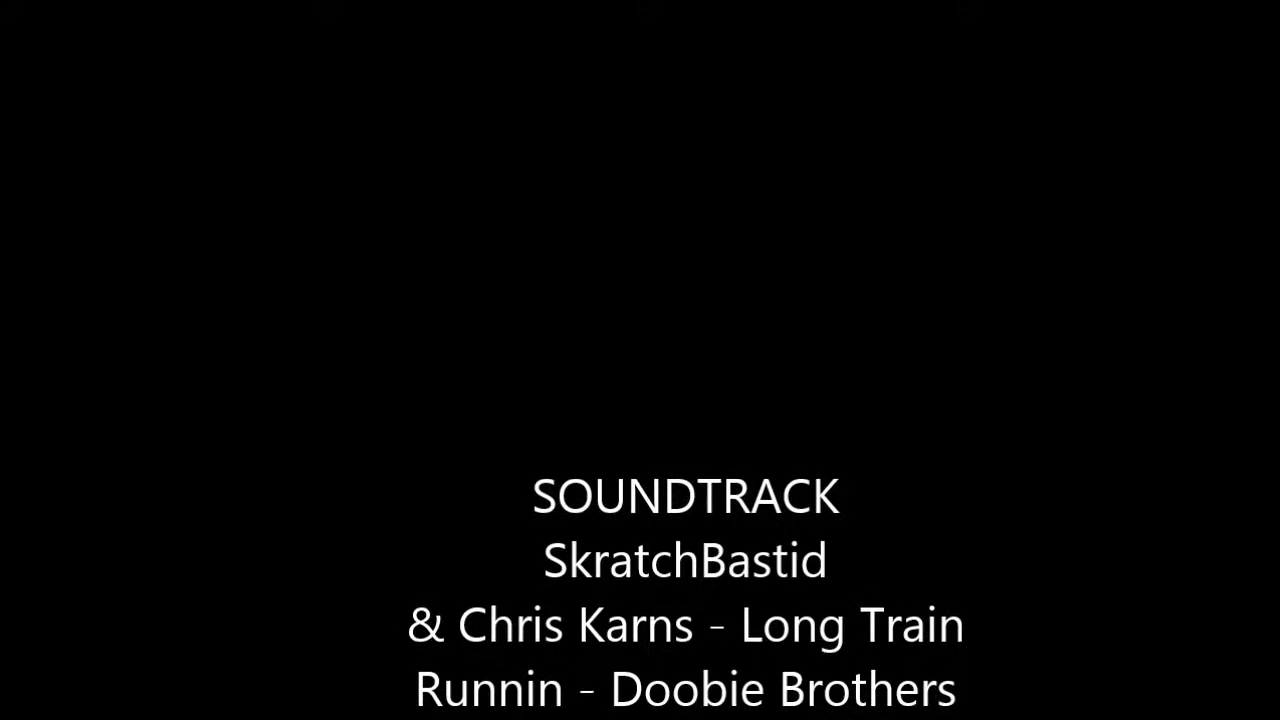 SOUNDTRACK
SkratchBastid
& Chris Karns - Long Train
Runnin - Doobie Brothers